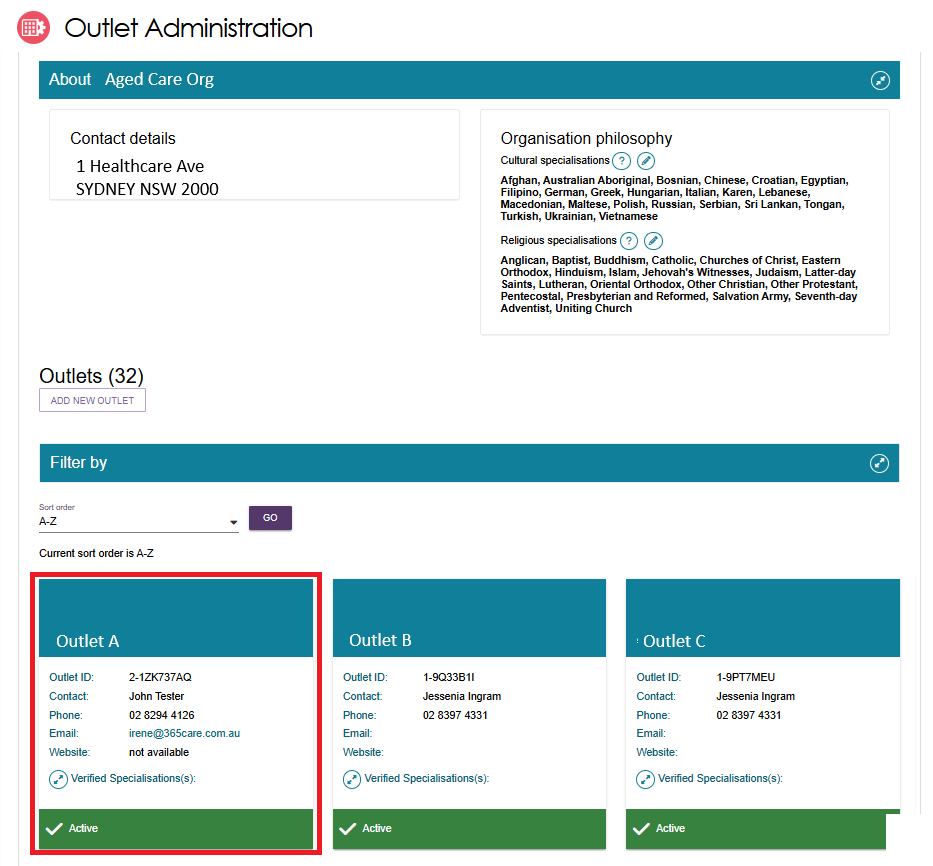 Outlet Administration
About Aged Care Org
Contact details
1 Healthcare Ave
SYDNEY NSW 2000
Organisation philosophy
Cultural specialisations ?
Afghan, Australian Aboriginal, Bosnian, Chinese, Croatian, Egyptian,
Filipino, German, Greek, Hungarian, Italian, Karen, Lebanese,
Macedonian, Maltese, Polish, Russian, Serbian, Sri Lankan, Tongan,
Turkish, Ukrainian, Vietnamese
Religious specialisations ?
Anglican, Baptist, Buddhism, Catholic, Churches of Christ, Eastern
Orthodox, Hinduism, Islam, Jehovah's Witnesses, Judaism, Latter-day
Saints, Lutheran, Oriental Orthodox, Other Christian, Other Protestant,
Pentecostal, Presbyterian and Reformed, Salvation Army, Seventh-day
Adventist, Uniting Church
Outlets (32)
ADD NEW OUTLET
Filter by
Sort order
A-Z
GO
Current sort order is A-Z
Outlet A
Outlet ID: 2-1ZK737AQ
Contact: John Tester
Phone: 02 8294 4126
Email: irene@365care.com.au
Website: not available
Verified Specialisations(s):
Active
Outlet B
Outlet ID: 1-9Q33B1I
Contact: Jessenia Ingram
Phone: 02 8397 4331
Email:
Website:
Verified Specialisations(s):
Active
Outlet C
Outlet ID: 1-9PT7MEU
Contact: Jessenia Ingram
Phone: 02 8397 4331
Email:
Website:
Verified Specialisations(s):
Active